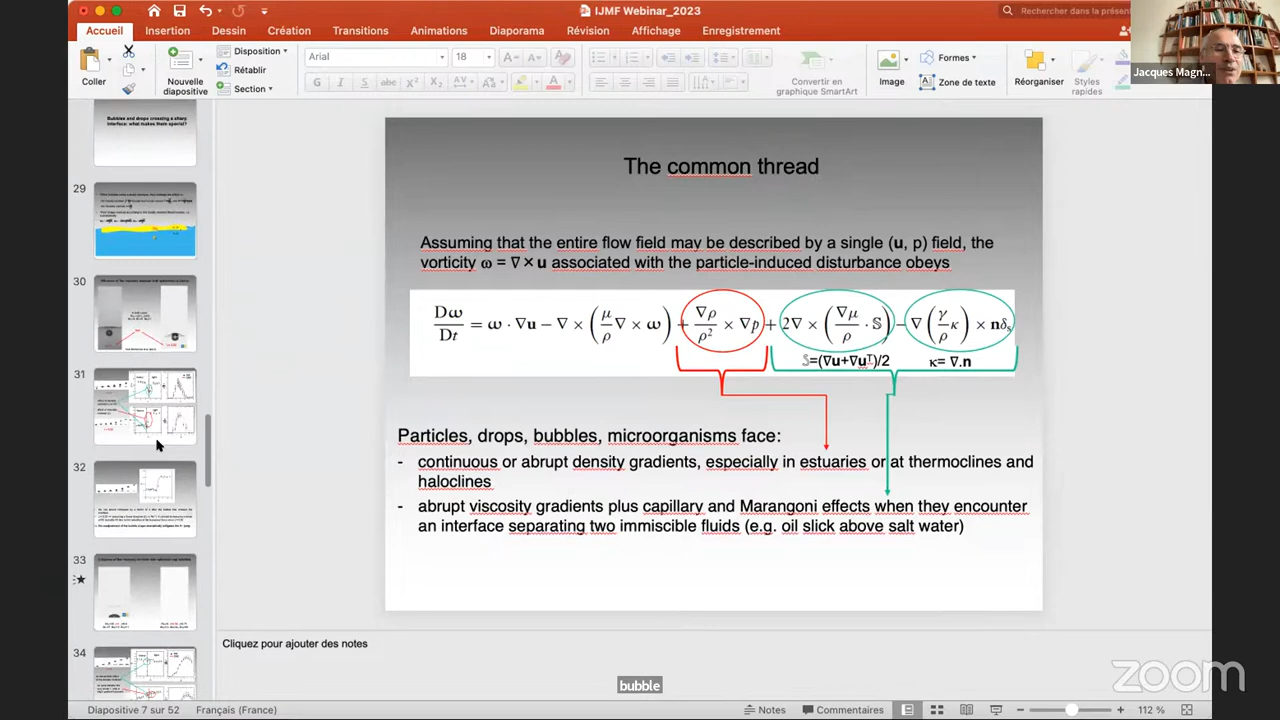 IJMF Webinar_2023
Rechercher dans la présent
Accueil Insertion Dessin Création Transitions Animations Diaporama Révision Affichage Enregistrement
Jacques Magn...
Coller
Nouvelle
diapositive
Disposition
Rétablir
Section
Arial 18
Convertir en
graphique SmartArt
Image
Formes
Zone de texte
Réorganiser
Styles
rapides
Bubbles and drops crossing a sharp
interface: what makes them special?
29
30
31
32
33
34
The common thread
Assuming that the entire flow field may be described by a single (u, p) field, the
vorticity ω = ∇×u associated with the particle-induced disturbance obeys
Dω/Dt = ω · ∇u − ∇ × (μ/ρ ∇ × ω) + ∇ρ/ρ² × ∇p + 2∇ × (∇μ/ρ · 𝕊) − ∇(γ/ρ κ) × nδₛ
𝕊=(∇u+∇uᵀ)/2 κ= ∇.n
Particles, drops, bubbles, microorganisms face:
- continuous or abrupt density gradients, especially in estuaries or at thermoclines and
haloclines
- abrupt viscosity gradients plus capillary and Marangoni effects when they encounter
an interface separating two immiscible fluids (e.g. oil slick above salt water)
Cliquez pour ajouter des notes
bubble
zoom
Diapositive 7 sur 52 Français (France) Notes Commentaires 112 %